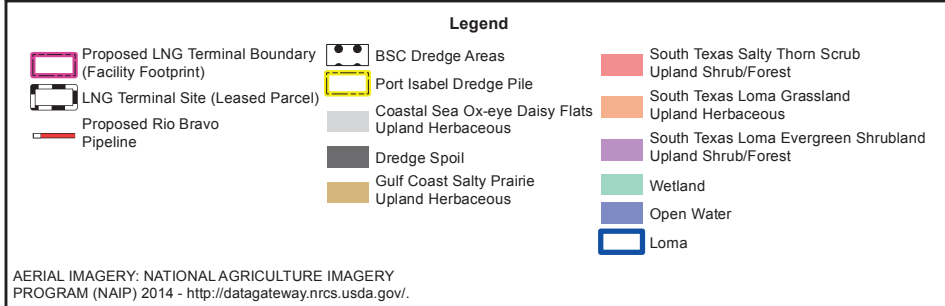 Legend
Proposed LNG Terminal Boundary
(Facility Footprint)
LNG Terminal Site (Leased Parcel)
Proposed Rio Bravo
Pipeline
BSC Dredge Areas
Port Isabel Dredge Pile
Coastal Sea Ox-eye Daisy Flats
Upland Herbaceous
Dredge Spoil
Gulf Coast Salty Prairie
Upland Herbaceous
South Texas Salty Thorn Scrub
Upland Shrub/Forest
South Texas Loma Grassland
Upland Herbaceous
South Texas Loma Evergreen Shrubland
Upland Shrub/Forest
Wetland
Open Water
Loma
AERIAL IMAGERY: NATIONAL AGRICULTURE IMAGERY
PROGRAM (NAIP) 2014 - http://datagateway.nrcs.usda.gov/.